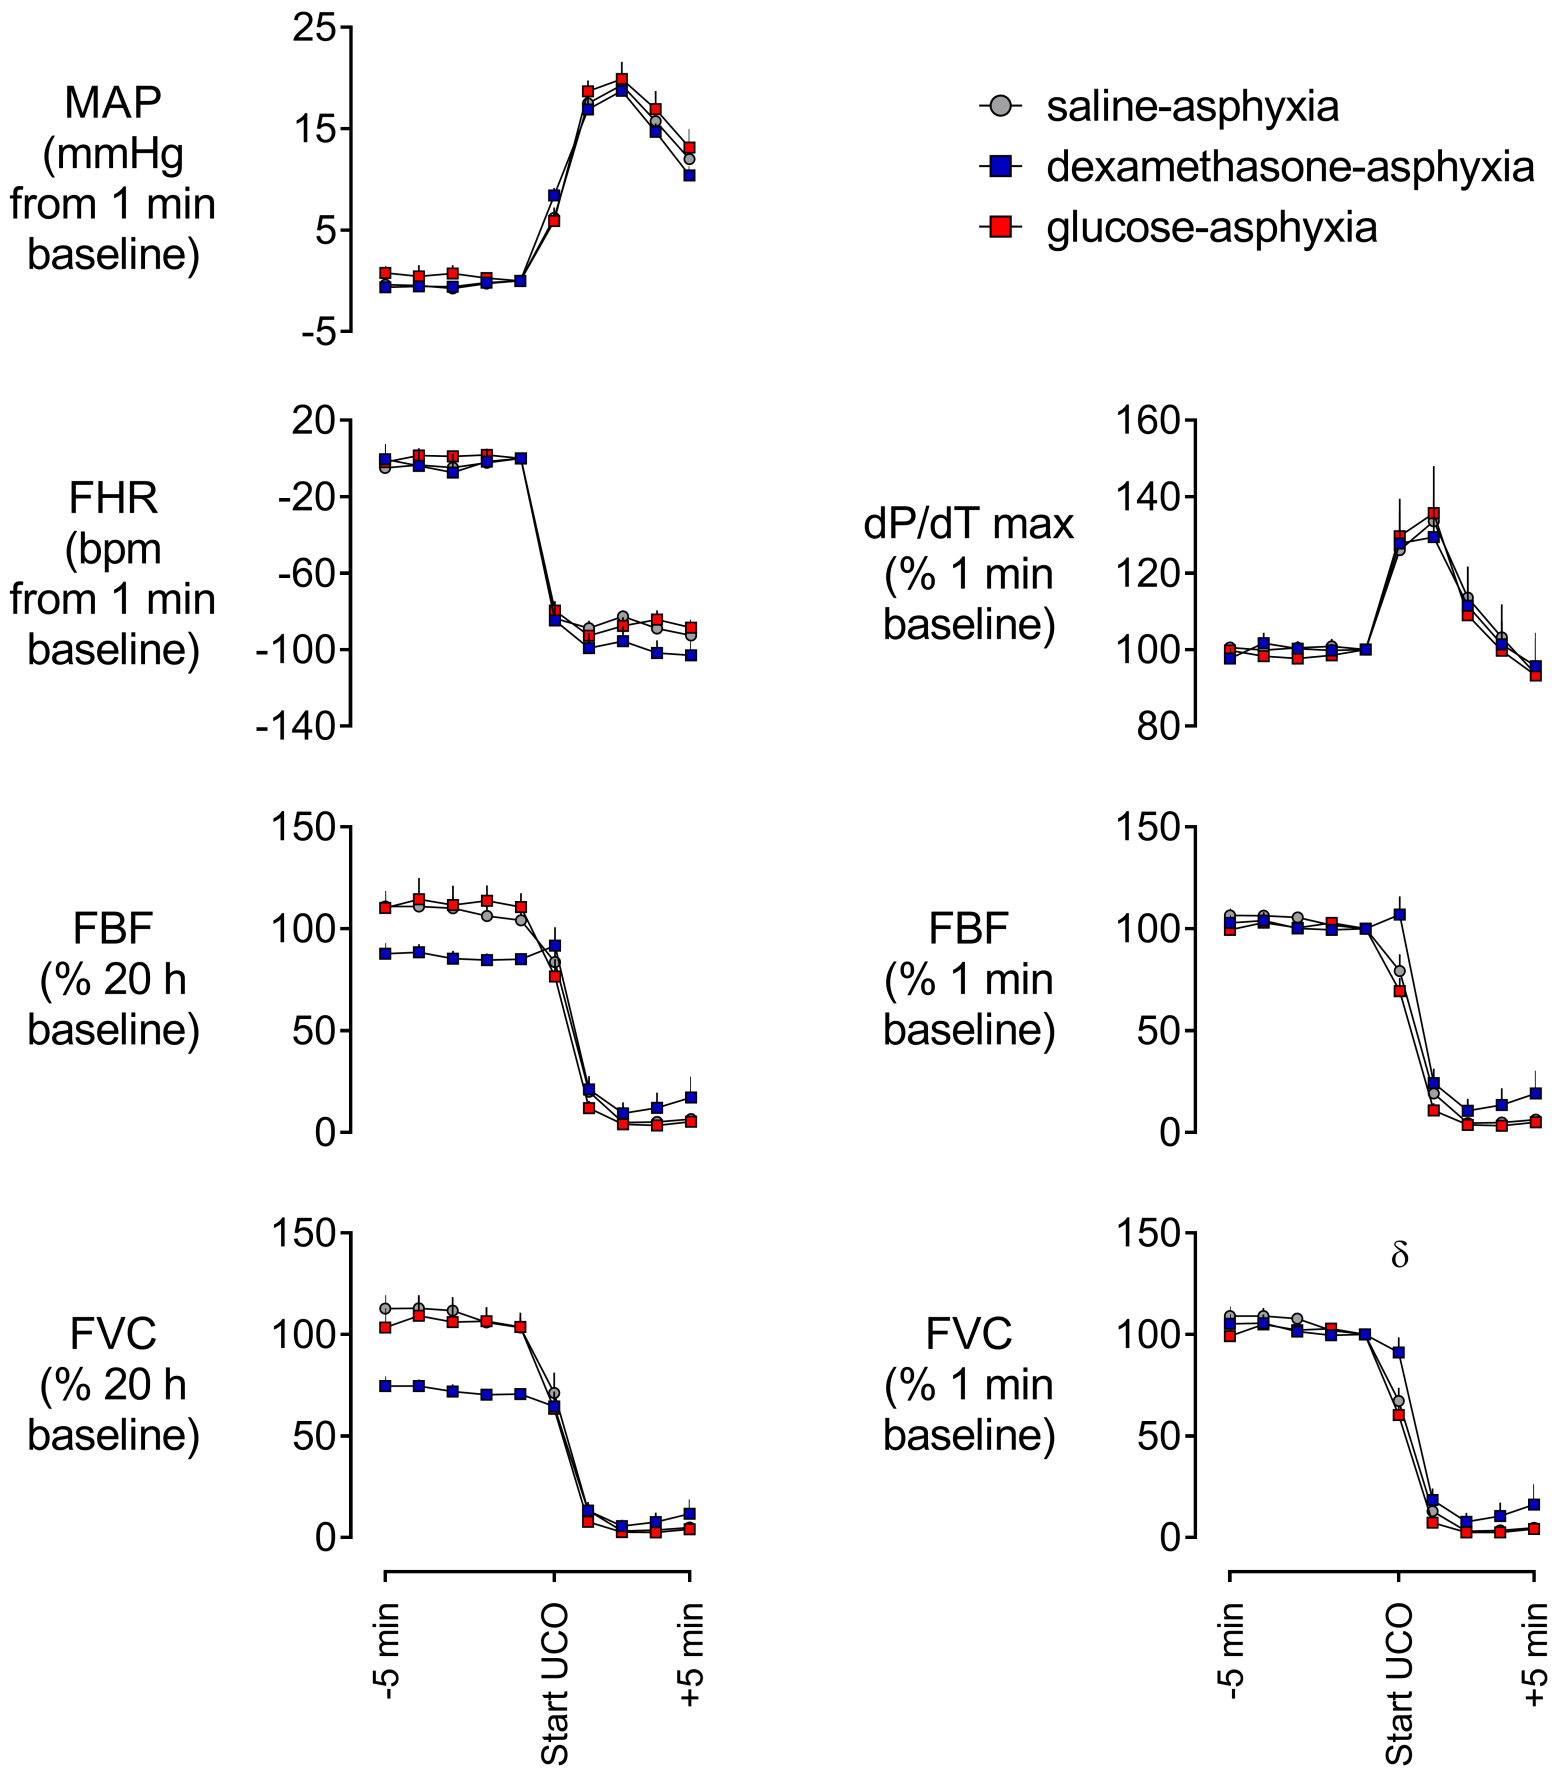 25
15
5
-5
MAP
(mmHg
from 1 min
baseline)
saline-asphyxia
dexamethasone-asphyxia
glucose-asphyxia
20
-20
-60
-100
-140
FHR
(bpm
from 1 min
baseline)
160
140
120
100
80
dP/dT max
(% 1 min
baseline)
150
100
50
0
FBF
(% 20 h
baseline)
150
100
50
0
FBF
(% 1 min
baseline)
150
100
50
0
FVC
(% 20 h
baseline)
150
100
50
0
FVC
(% 1 min
baseline)
δ
-5 min
Start UCO
+5 min
-5 min
Start UCO
+5 min